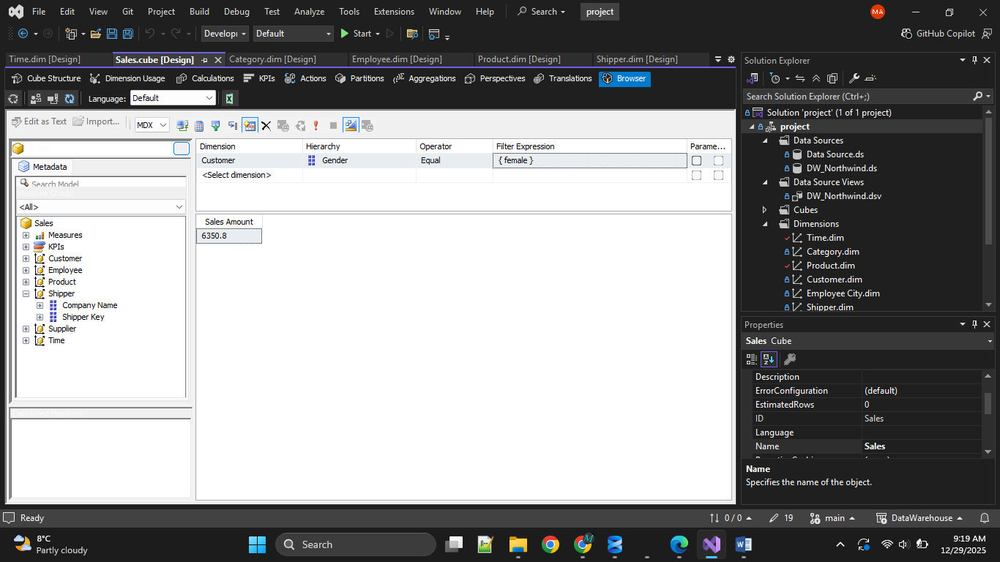 File Edit View Git Project Build Debug Test Analyze Tools Extensions Window Help Search project MA
Develop Default Start GitHub Copilot
Time.dim [Design] Sales.cube [Design] Category.dim [Design] Employee.dim [Design] Product.dim [Design] Shipper.dim [Design]
Cube Structure Dimension Usage Calculations KPIs Actions Partitions Aggregations Perspectives Translations Browser
Language: Default
Edit as Text Import... MDX
Metadata
Search Model
<All>
Sales
Measures
KPIs
Customer
Employee
Product
Shipper
Company Name
Shipper Key
Supplier
Time
Calculated Members
Dimension Hierarchy Operator Filter Expression Parame...
Customer Gender Equal { female }
<Select dimension>
Sales Amount
6350.8
Solution Explorer
Search Solution Explorer (Ctrl+;)
Solution 'project' (1 of 1 project)
project
Data Sources
Data Source.ds
DW_Northwind.ds
Data Source Views
DW_Northwind.dsv
Cubes
Dimensions
Time.dim
Category.dim
Product.dim
Customer.dim
Employee City.dim
Shipper.dim
Properties
Sales Cube
Description
ErrorConfiguration (default)
EstimatedRows 0
ID Sales
Language
Name Sales
Name
Specifies the name of the object.
Ready 0 / 0 19 main DataWarehouse
8°C
Partly cloudy
Search
9:19 AM
12/29/2025